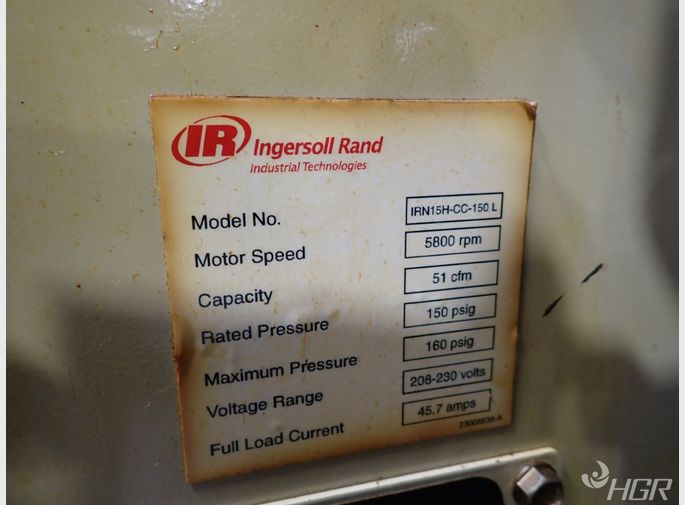 IR Ingersoll Rand
Industrial Technologies
Model No. IRN15H-CC-150 L
Motor Speed 5800 rpm
Capacity 51 cfm
Rated Pressure 150 psig
Maximum Pressure 160 psig
Voltage Range 208-230 volts
Full Load Current 45.7 amps
HGR